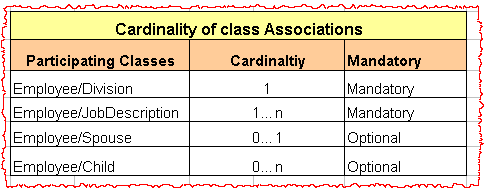 Cardinality of class Associations
Participating Classes Cardinaltiy Mandatory
Employee/Division 1 Mandatory
Employee/JobDescription 1... n Mandatory
Employee/Spouse 0... 1 Optional
Employee/Child 0... n Optional